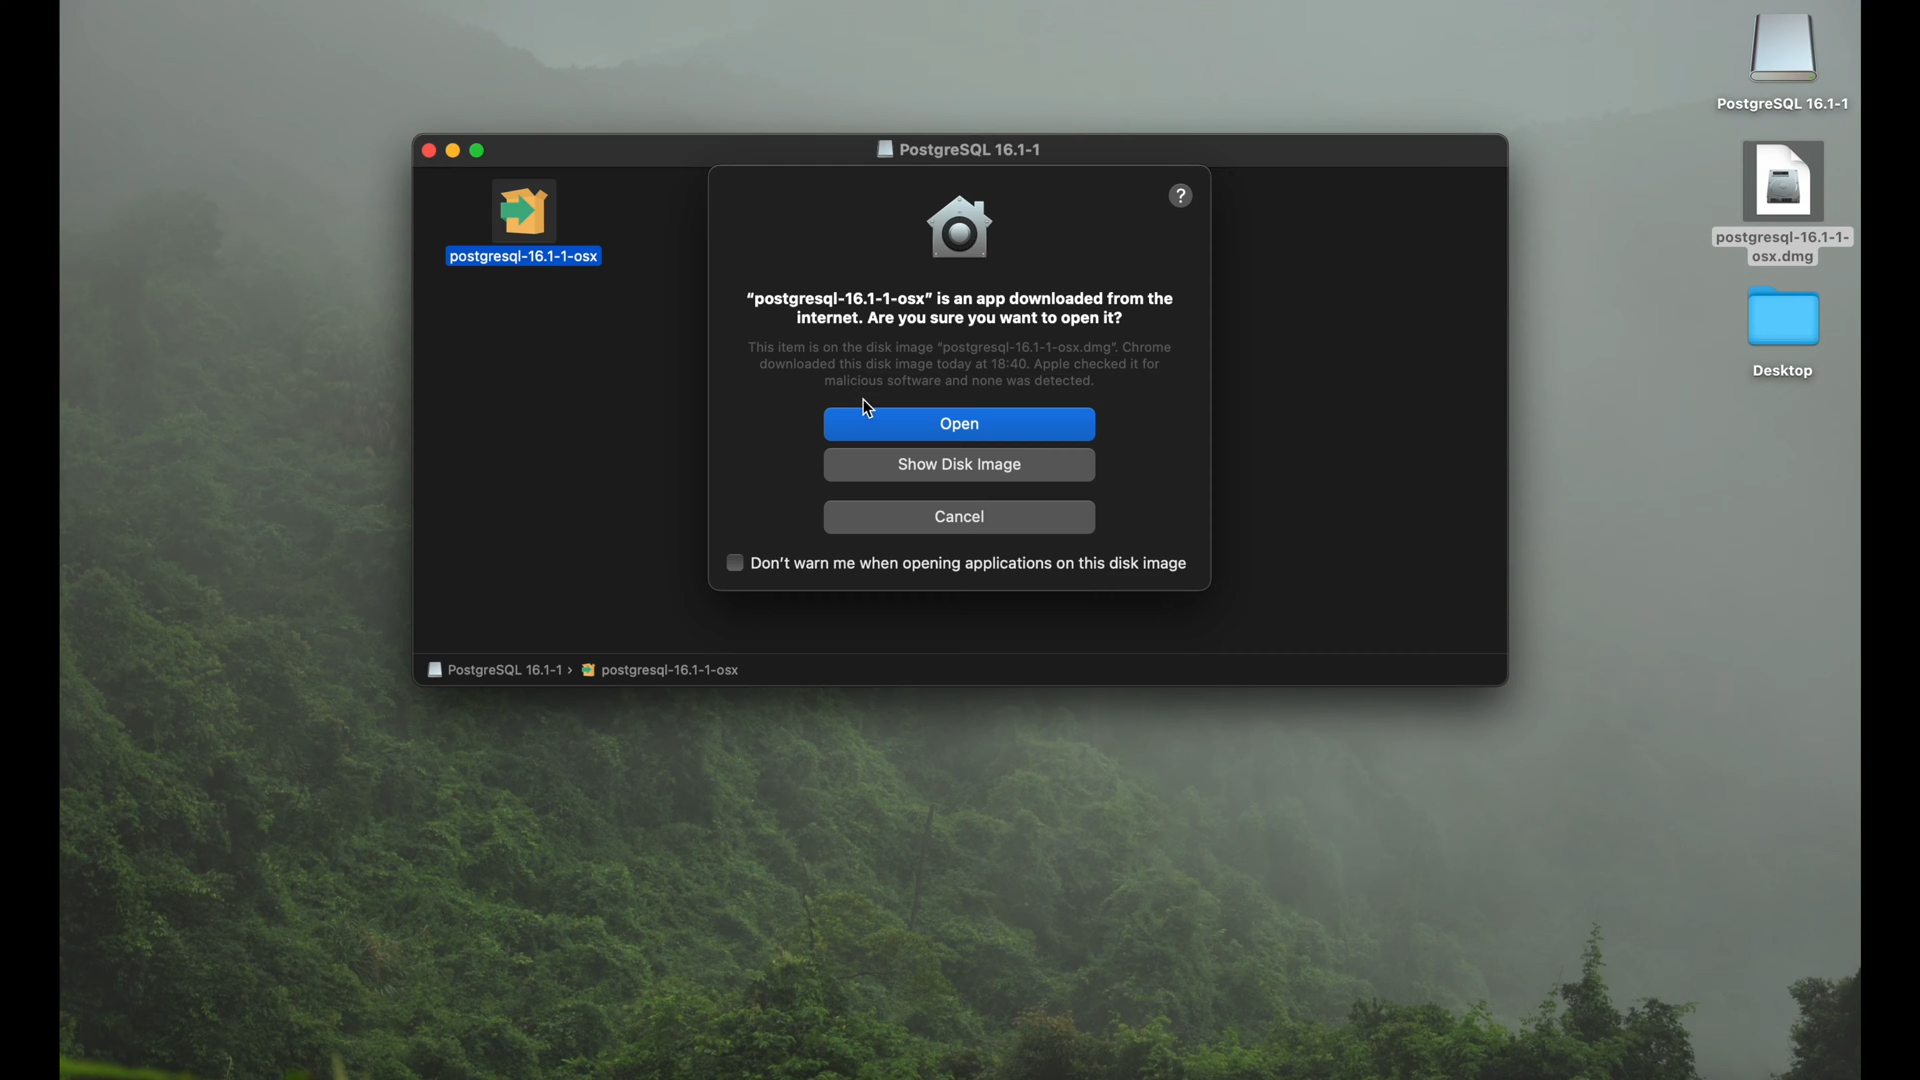 PostgreSQL 16.1-1
PostgreSQL 16.1-1
postgresql-16.1-1-osx
?
“postgresql-16.1-1-osx” is an app downloaded from the
internet. Are you sure you want to open it?
This item is on the disk image “postgresql-16.1-1-osx.dmg”. Chrome
downloaded this disk image today at 18:40. Apple checked it for
malicious software and none was detected.
Open
Show Disk Image
Cancel
Don’t warn me when opening applications on this disk image
PostgreSQL 16.1-1 › postgresql-16.1-1-osx
postgresql-16.1-1-
osx.dmg
Desktop